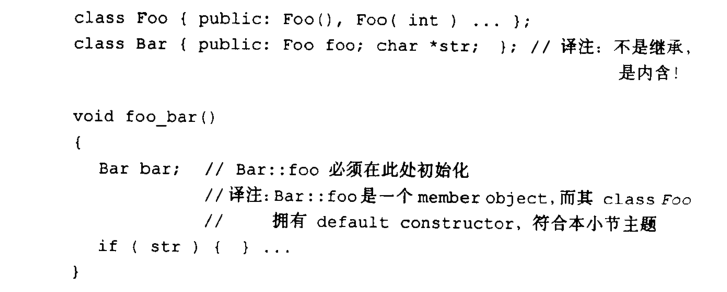 class Foo { public: Foo(), Foo( int ) ... };
class Bar { public: Foo foo; char *str; }; // 译注：不是继承，
是内含！
void foo_bar()
{
Bar bar; // Bar::foo 必须在此处初始化
// 译注：Bar::foo 是一个 member object，而其 class Foo
// 拥有 default constructor，符合本小节主题
if ( str ) { } ...
}